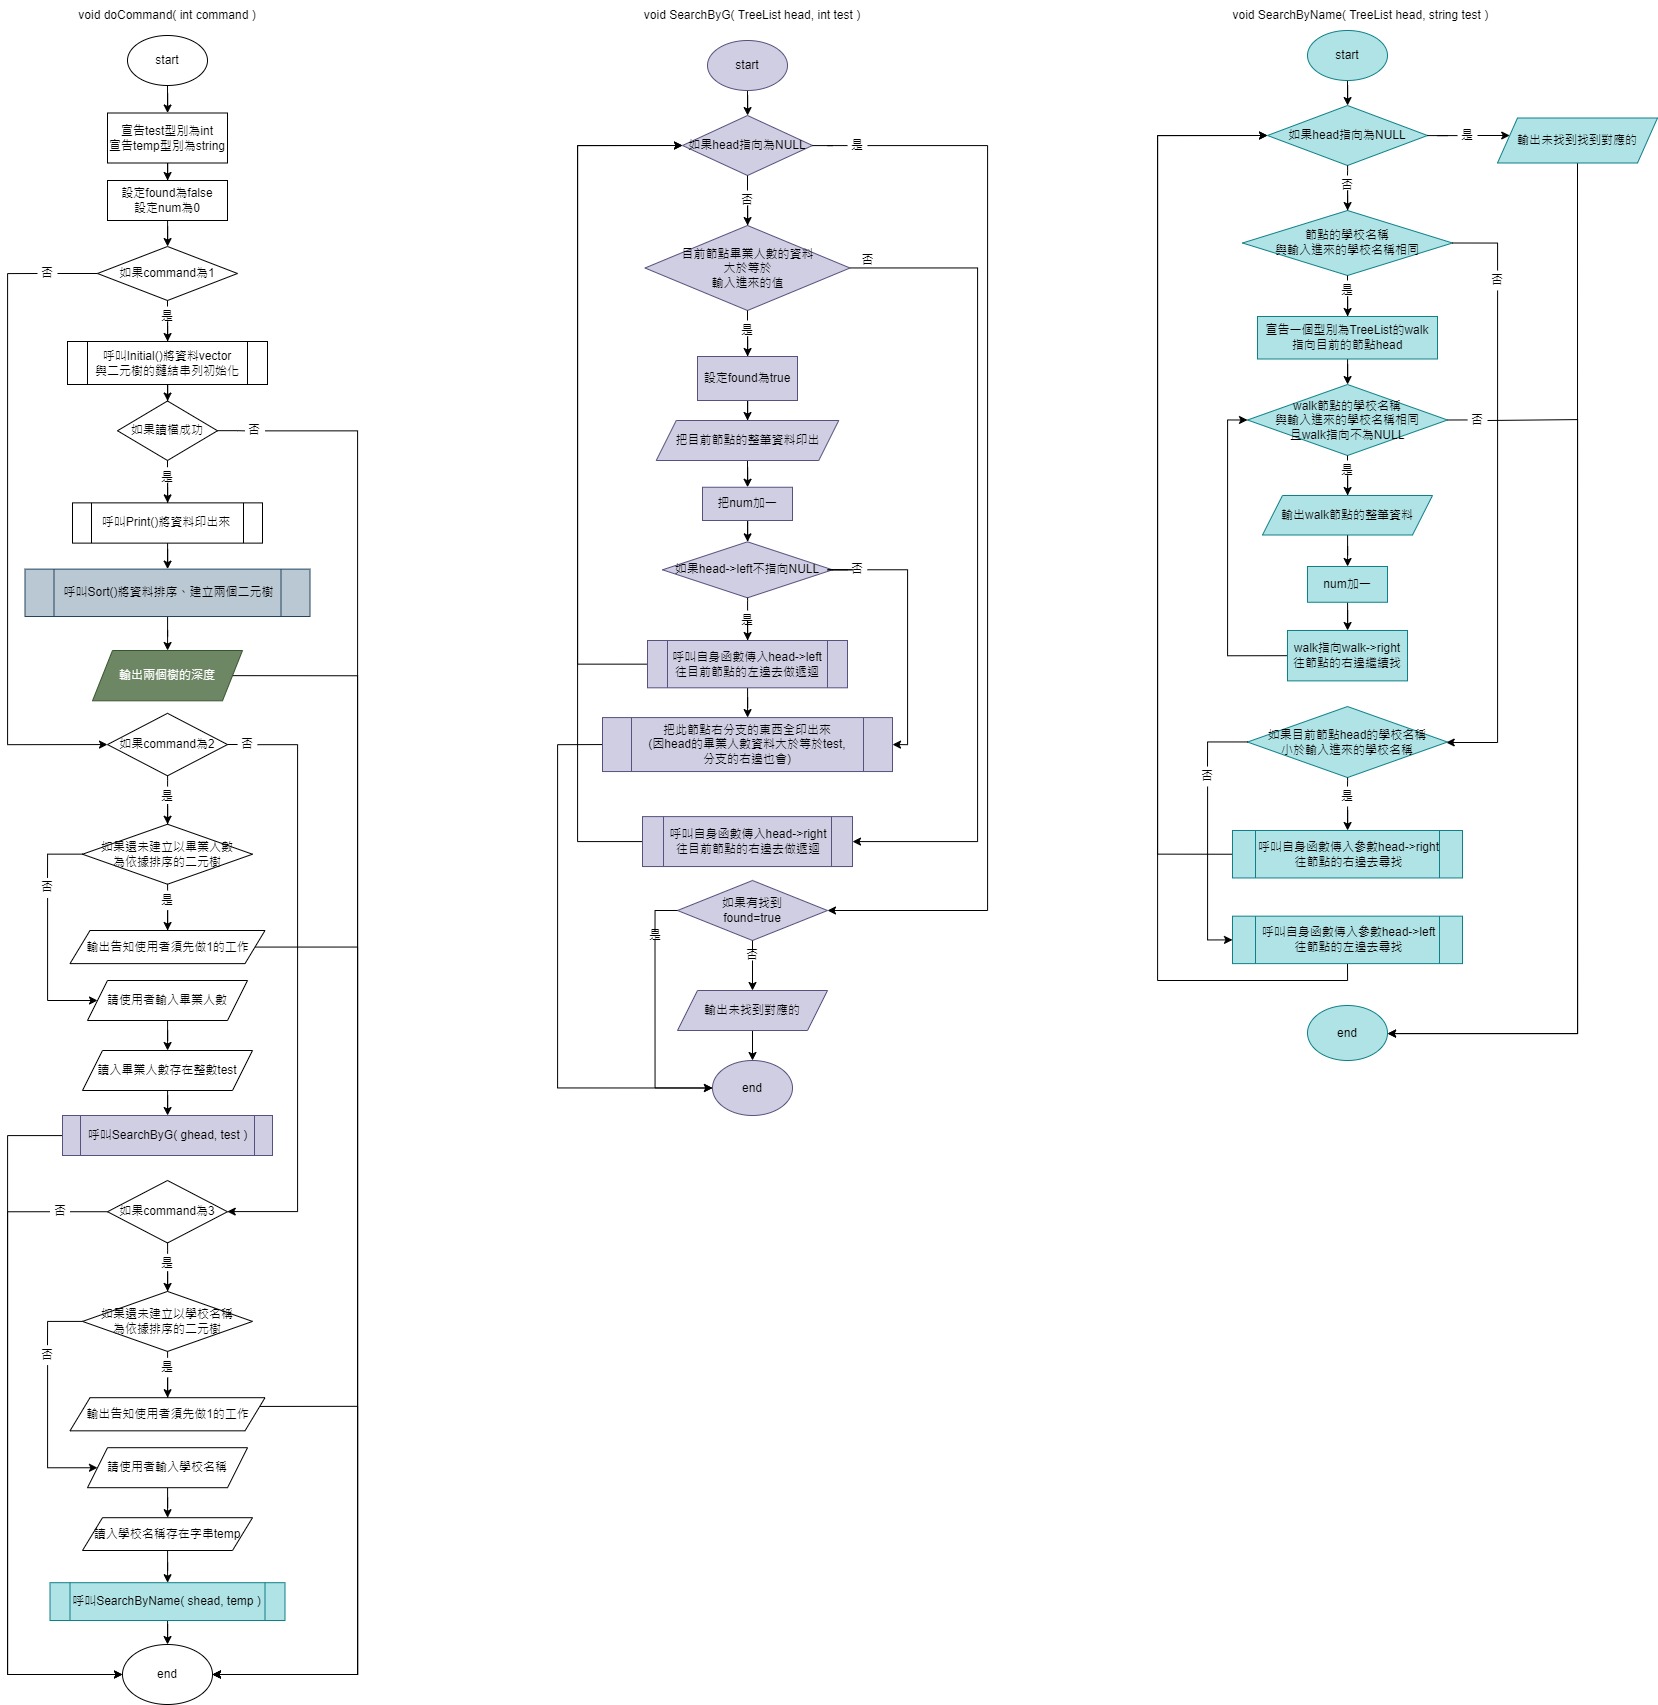 void doCommand( int command )
start
宣告test型別為int
宣告temp型別為string
設定found為false
設定num為0
如果command為1
否
是
呼叫Initial()將資料vector
與二元樹的鏈結串列初始化
如果讀檔成功
否
是
呼叫Print()將資料印出來
呼叫Sort()將資料排序、建立兩個二元樹
輸出兩個樹的深度
如果command為2
否
是
如果還未建立以畢業人數
為依據排序的二元樹
否
是
輸出告知使用者須先做1的工作
請使用者輸入畢業人數
讀入畢業人數存在整數test
呼叫SearchByG( ghead, test )
如果command為3
否
是
如果還未建立以學校名稱
為依據排序的二元樹
否
是
輸出告知使用者須先做1的工作
請使用者輸入學校名稱
讀入學校名稱存在字串temp
呼叫SearchByName( shead, temp )
end
void SearchByG( TreeList head, int test )
start
如果head指向為NULL
是
否
目前節點畢業人數的資料
大於等於
輸入進來的值
否
是
設定found為true
把目前節點的整筆資料印出
把num加一
如果head->left不指向NULL
否
是
呼叫自身函數傳入head->left
往目前節點的左邊去做遞迴
把此節點右分支的東西全印出來
(因head的畢業人數資料大於等於test,
分支的右邊也會)
呼叫自身函數傳入head->right
往目前節點的右邊去做遞迴
如果有找到
found=true
是
否
輸出未找到對應的
end
void SearchByName( TreeList head, string test )
start
如果head指向為NULL
是
輸出未找到找到對應的
否
節點的學校名稱
與輸入進來的學校名稱相同
否
是
宣告一個型別為TreeList的walk
指向目前的節點head
walk節點的學校名稱
與輸入進來的學校名稱相同
且walk指向不為NULL
否
是
輸出walk節點的整筆資料
num加一
walk指向walk->right
往節點的右邊繼續找
如果目前節點head的學校名稱
小於輸入進來的學校名稱
否
是
呼叫自身函數傳入參數head->right
往節點的右邊去尋找
呼叫自身函數傳入參數head->left
往節點的左邊去尋找
end